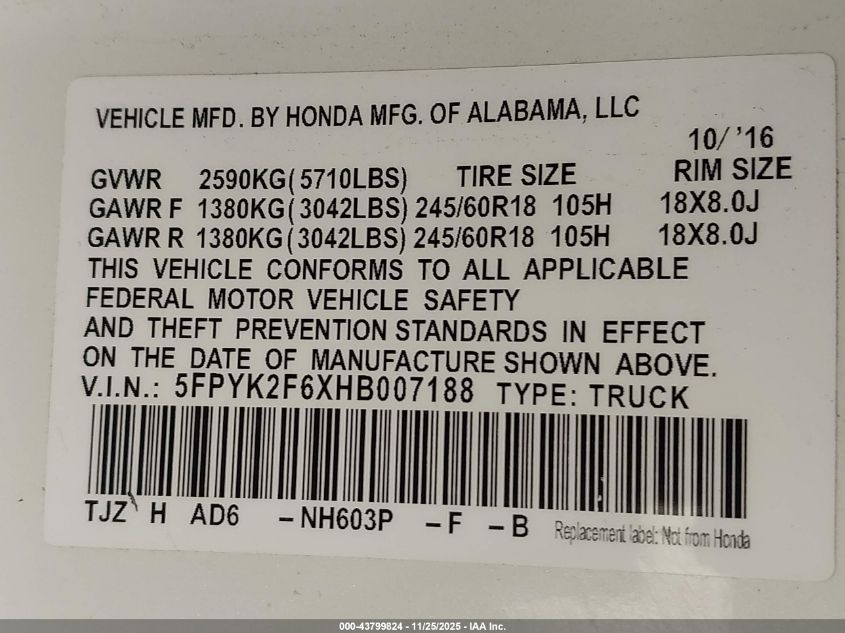 VEHICLE MFD. BY HONDA MFG. OF ALABAMA, LLC
10/ '16
GVWR 2590KG(5710LBS) TIRE SIZE RIM SIZE
GAWR F 1380KG(3042LBS) 245/60R18 105H 18X8.0J
GAWR R 1380KG(3042LBS) 245/60R18 105H 18X8.0J
THIS VEHICLE CONFORMS TO ALL APPLICABLE
FEDERAL MOTOR VEHICLE SAFETY
AND THEFT PREVENTION STANDARDS IN EFFECT
ON THE DATE OF MANUFACTURE SHOWN ABOVE.
V.I.N.: 5FPYK2F6XHB007188 TYPE: TRUCK
TJZ H AD6 – NH603P – F – B
Replacement label: Not from Honda
000-43799824 - 11/25/2025 - IAA Inc.